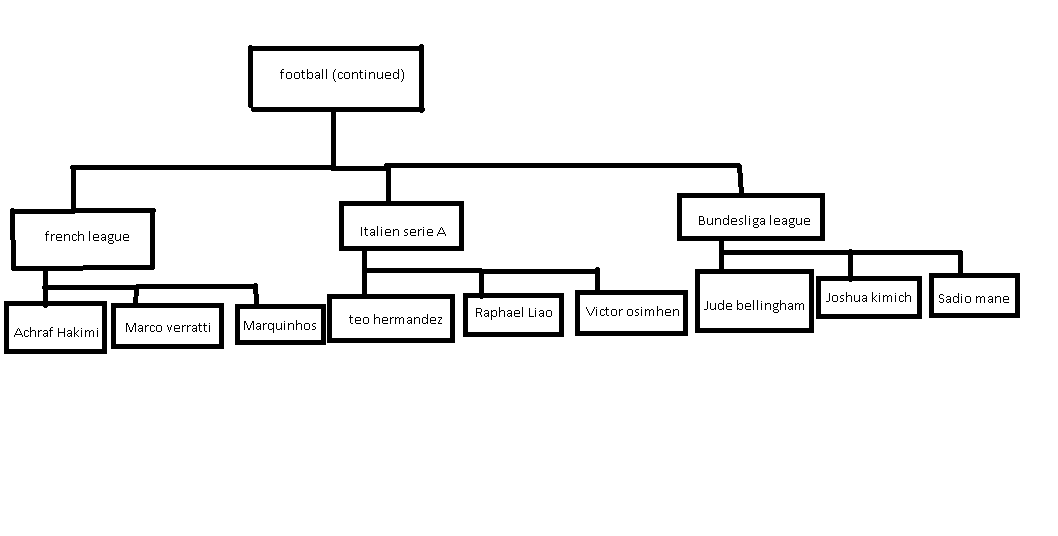 football (continued)
french league
Italien serie A
Bundesliga league
Achraf Hakimi
Marco verratti
Marquinhos
teo hermandez
Raphael Liao
Victor osimhen
Jude bellingham
Joshua kimich
Sadio mane